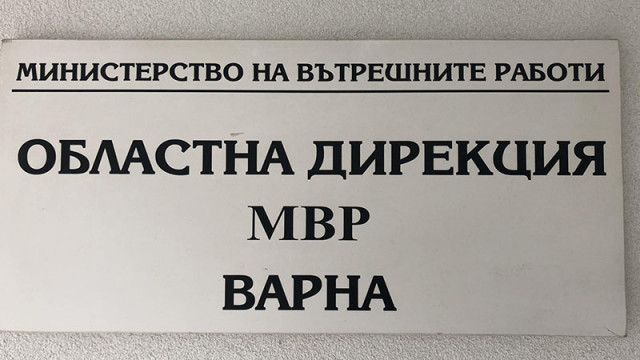 МИНИСТЕРСТВО НА ВЪТРЕШНИТЕ РАБОТИ
ОБЛАСТНА ДИРЕКЦИЯ
МВР
ВАРНА